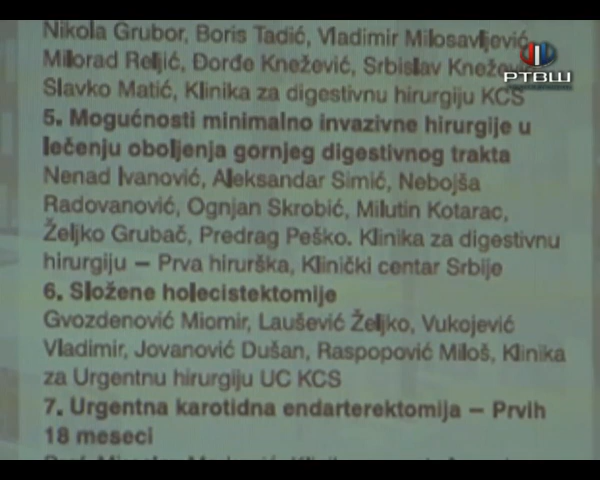 Nikola Grubor, Boris Tadić, Vladimir Milosavljević,
Milorad Reljić, Đorđe Knežević, Srbislav
Slavko Matić, Klinika za digestivnu hirurgiju KCS
РТВШ
5. Mogućnosti minimalno invazivne hirurgije u
lečenju oboljenja gornjeg digestivnog trakta
Nenad Ivanović, Aleksandar Simić, Nebojša
Radovanović, Ognjan Skrobić, Milutin Kotarac,
Željko Grubač, Predrag Peško. Klinika za digestivnu
hirurgiju – Prva hirurška, Klinički centar Srbije
6. Složene holecistektomije
Gvozdenović Miomir, Laušević Željko, Vukojević
Vladimir, Jovanović Dušan, Raspopović Miloš, Klinika
za Urgentnu hirurgiju UC KCS
7. Urgentna karotidna endarterektomija – Prvih
18 meseci